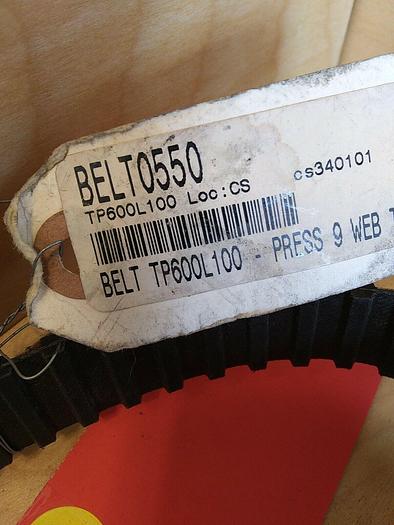 BELT0550
TP600L100 Loc:CS
cs340101
BELT TP600L100 - PRESS 9 WEB